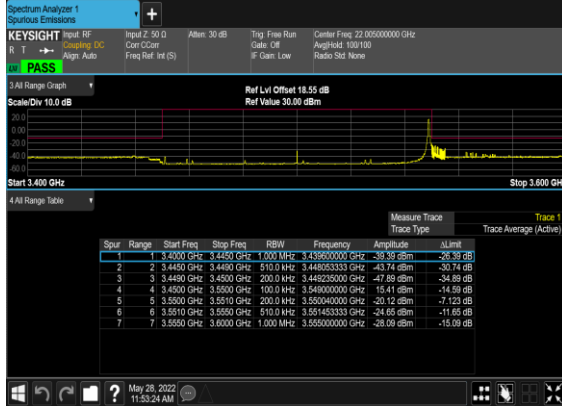 Spectrum Analyzer 1
Spurious Emissions
KEYSIGHT
R T
LXI
PASS
Input: RF
Coupling: DC
Align: Auto
Input Z: 50 Ω
Corr CCorr
Freq Ref: Int (S)
Atten: 30 dB
Trig: Free Run
Gate: Off
IF Gain: Low
Center Freq: 22.005000000 GHz
Avg|Hold: 100/100
Radio Std: None
3 All Range Graph
Scale/Div 10.0 dB
Ref Lvl Offset 18.55 dB
Ref Value 30.00 dBm
20.0
0.00
-20.0
-40.0
-60.0
Start 3.400 GHz
Stop 3.600 GH
4 All Range Table
Measure Trace Trace 1
Trace Type Trace Average (Active)
Spur Range Start Freq Stop Freq RBW Frequency Amplitude ΔLimit
1 1 3.4000 GHz 3.4450 GHz 1.000 MHz 3.439600000 GHz -39.39 dBm -26.39 dB
2 2 3.4450 GHz 3.4490 GHz 510.0 kHz 3.448053333 GHz -43.74 dBm -30.74 dB
3 3 3.4490 GHz 3.4500 GHz 200.0 kHz 3.449235000 GHz -47.89 dBm -34.89 dB
4 4 3.4500 GHz 3.5500 GHz 100.0 kHz 3.549000000 GHz 15.41 dBm -14.59 dB
5 5 3.5500 GHz 3.5510 GHz 200.0 kHz 3.550040000 GHz -20.12 dBm -7.123 dB
6 6 3.5510 GHz 3.5550 GHz 510.0 kHz 3.551453333 GHz -24.65 dBm -11.65 dB
7 7 3.5550 GHz 3.6000 GHz 1.000 MHz 3.555000000 GHz -28.09 dBm -15.09 dB
May 28, 2022
11:53:24 AM